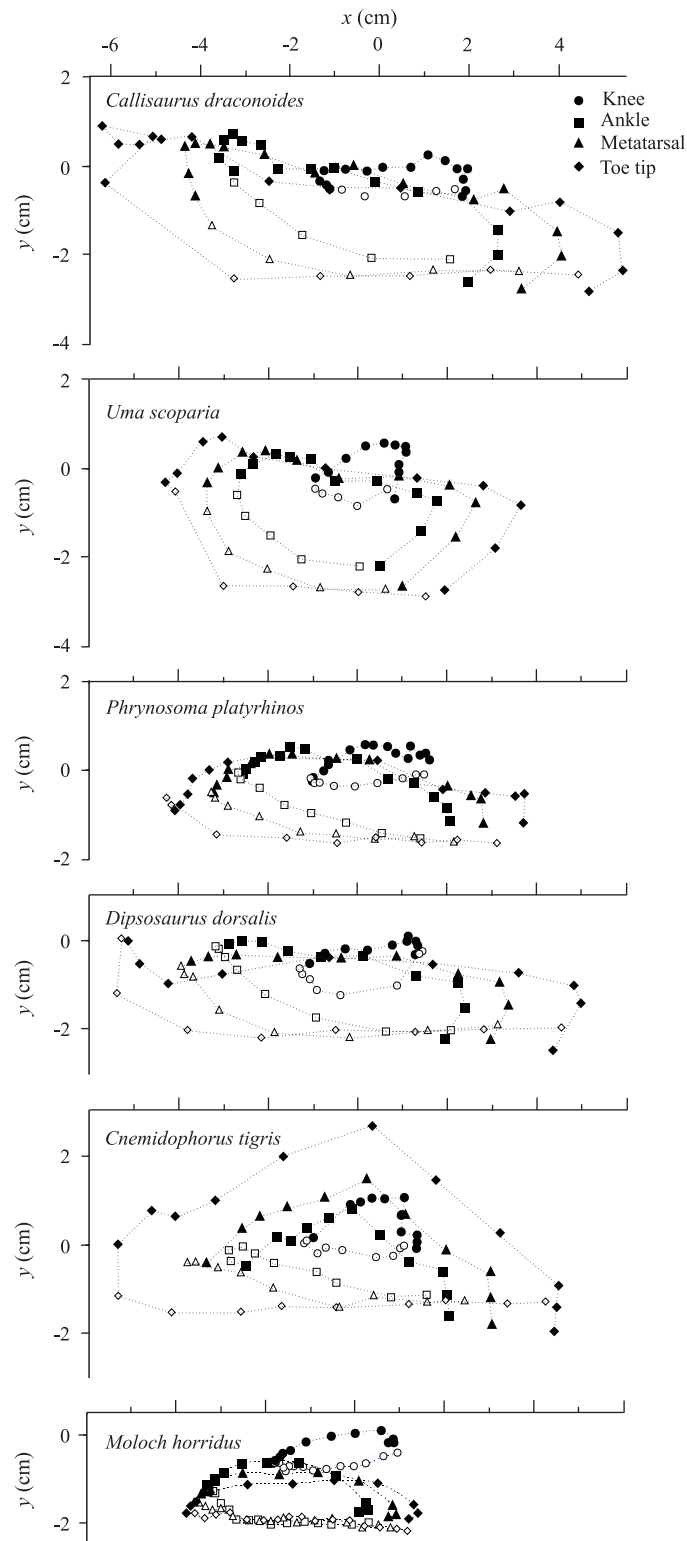 x (cm)
-6 -4 -2 0 2 4
2
Callisaurus draconoides
Knee
Ankle
Metatarsal
Toe tip
0
y (cm)
-2
-4
2
Uma scoparia
0
y (cm)
-2
-4
2
Phrynosoma platyrhinos
0
y (cm)
-2
Dipsosaurus dorsalis
0
y (cm)
-2
Cnemidophorus tigris
2
0
y (cm)
-2
Moloch horridus
0
y (cm)
-2